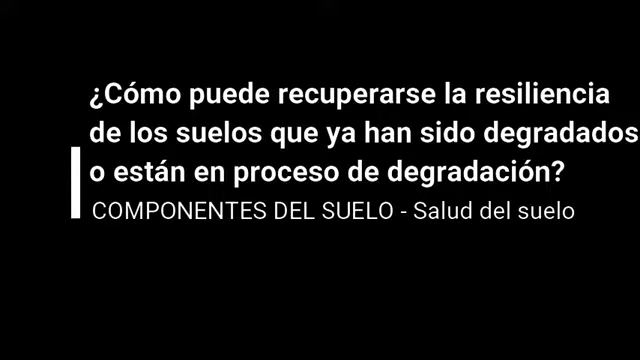 ¿Cómo puede recuperarse la resiliencia
de los suelos que ya han sido degradados
o están en proceso de degradación?
COMPONENTES DEL SUELO - Salud del suelo